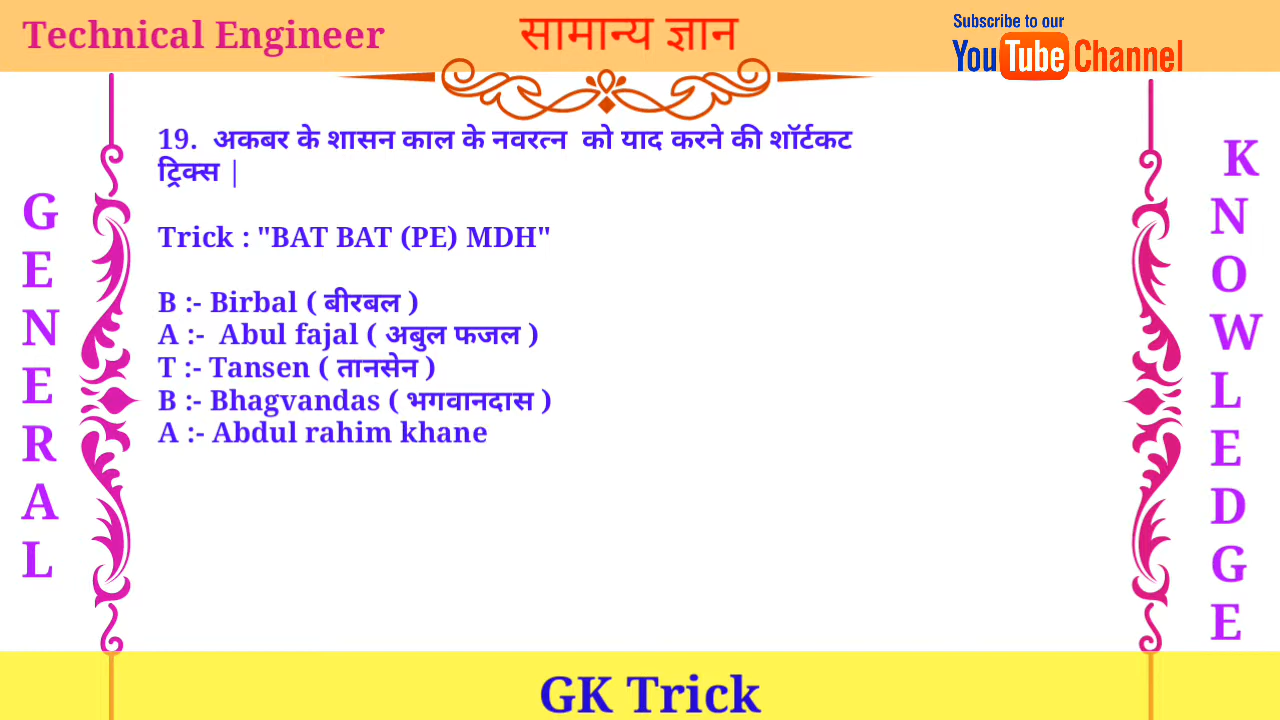 Technical Engineer
सामान्य ज्ञान
Subscribe to our
YouTube Channel
19. अकबर के शासन काल के नवरत्न को याद करने की शॉर्टकट
ट्रिक्स |
Trick : "BAT BAT (PE) MDH"
B :- Birbal ( बीरबल )
A :- Abul fajal ( अबुल फजल )
T :- Tansen ( तानसेन )
B :- Bhagvandas ( भगवानदास )
A :- Abdul rahim khane
GENERAL
KNOWLEDGE
GK Trick